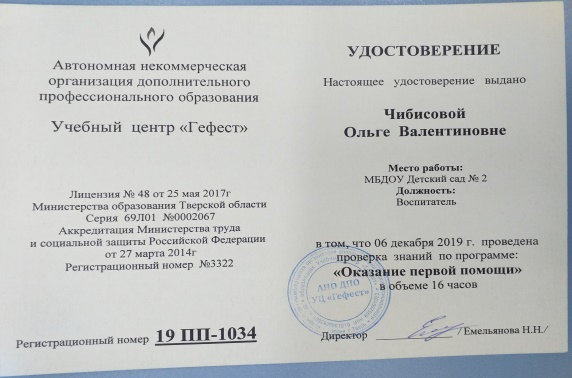 Автономная некоммерческая
организация дополнительного
профессионального образования
Учебный центр «Гефест»
Лицензия № 48 от 25 мая 2017г
Министерства образования Тверской области
Серия 69Л01 №0002067
Аккредитация Министерства труда
и социальной защиты Российской Федерации
от 27 марта 2014г
Регистрационный номер №3322
Регистрационный номер 19 ПП-1034
УДОСТОВЕРЕНИЕ
Настоящее удостоверение выдано
Чибисовой
Ольге Валентиновне
Место работы:
МБДОУ Детский сад № 2
Должность:
Воспитатель
в том, что 06 декабря 2019 г. проведена
проверка знаний по программе:
«Оказание первой помощи»
в объеме 16 часов
АНО ДПО
УЦ «Гефест»
Директор /Емельянова Н.Н./